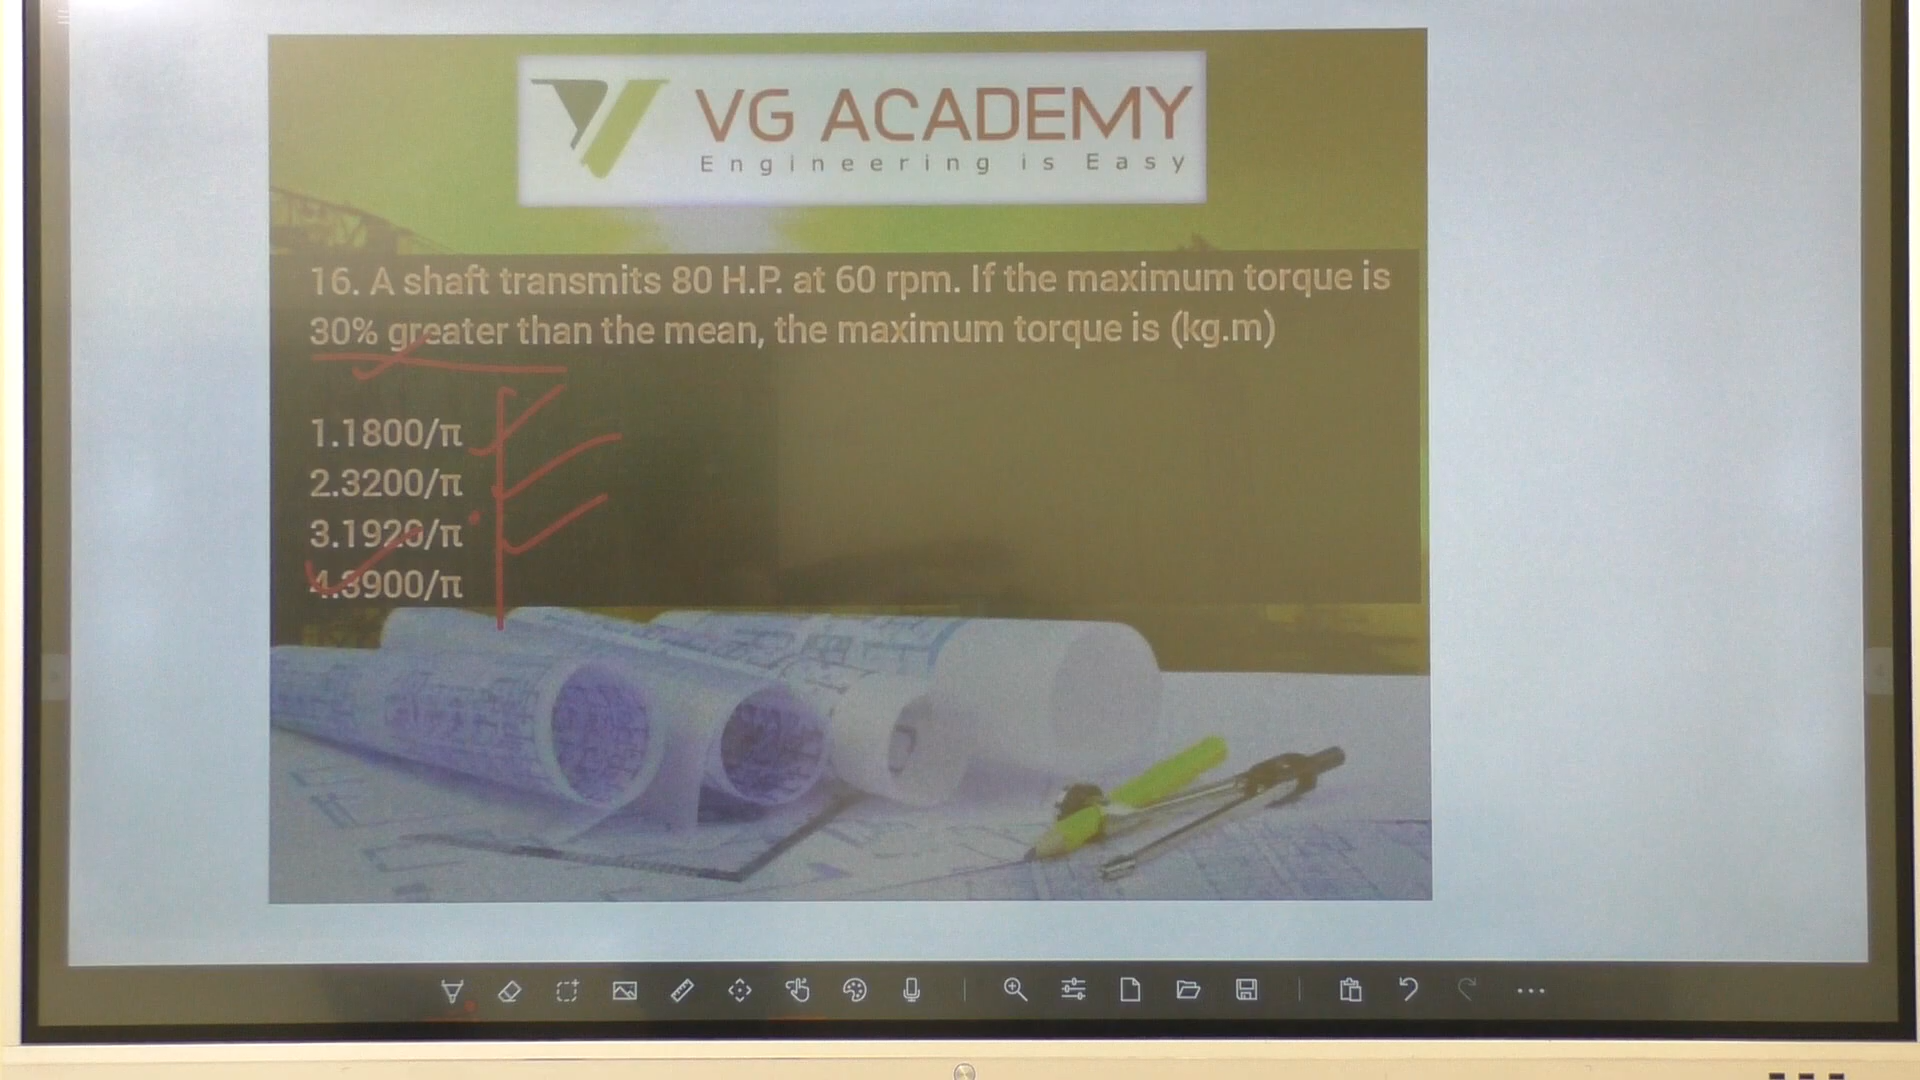 VG ACADEMY
Engineering is Easy
16. A shaft transmits 80 H.P. at 60 rpm. If the maximum torque is
30% greater than the mean, the maximum torque is (kg.m)
1.1800/π
2.3200/π
3.1920/π
4.3900/π